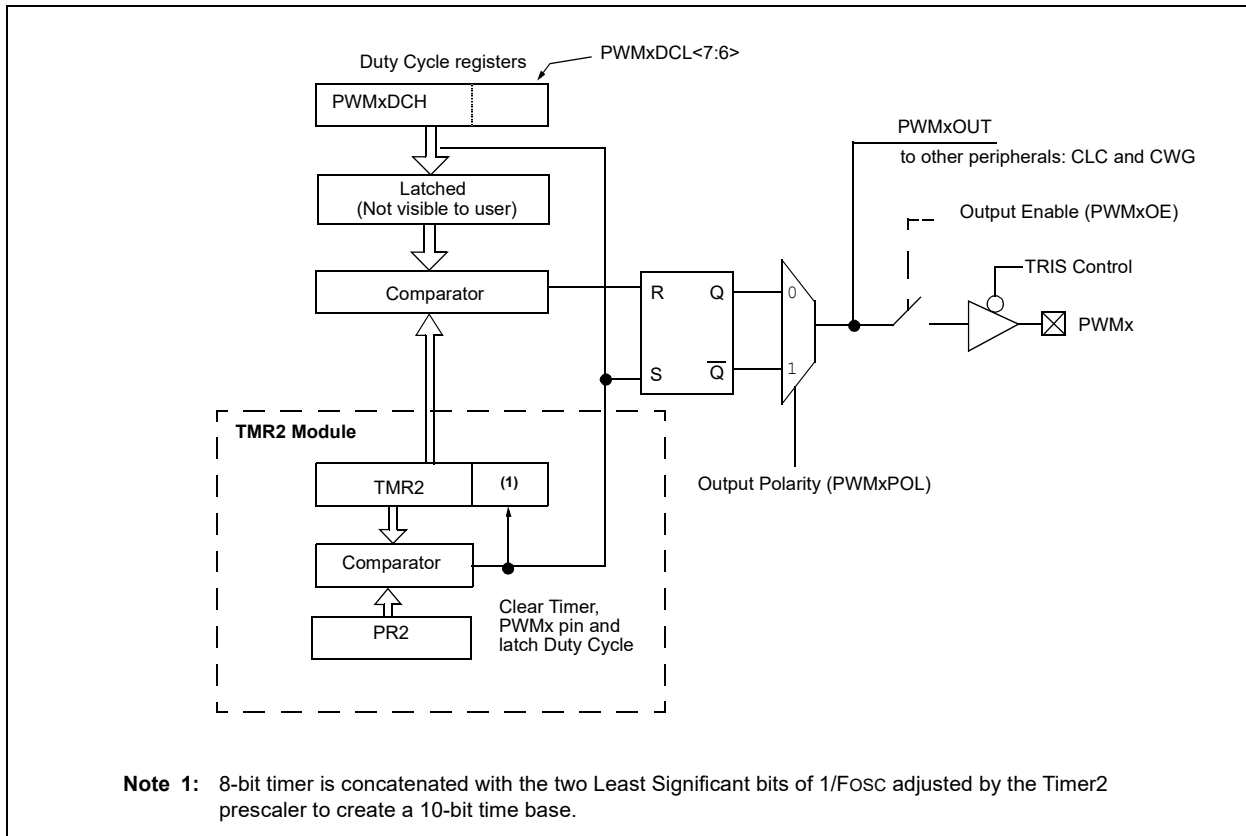 Duty Cycle registers
PWMxDCL<7:6>
PWMxDCH
PWMxOUT
to other peripherals: CLC and CWG
Latched
(Not visible to user)
Output Enable (PWMxOE)
TRIS Control
Comparator
R
Q
0
PWMx
S
Q̅
1
TMR2 Module
TMR2
(1)
Output Polarity (PWMxPOL)
Comparator
Clear Timer,
PWMx pin and
latch Duty Cycle
PR2
Note 1: 8-bit timer is concatenated with the two Least Significant bits of 1/FOSC adjusted by the Timer2
prescaler to create a 10-bit time base.